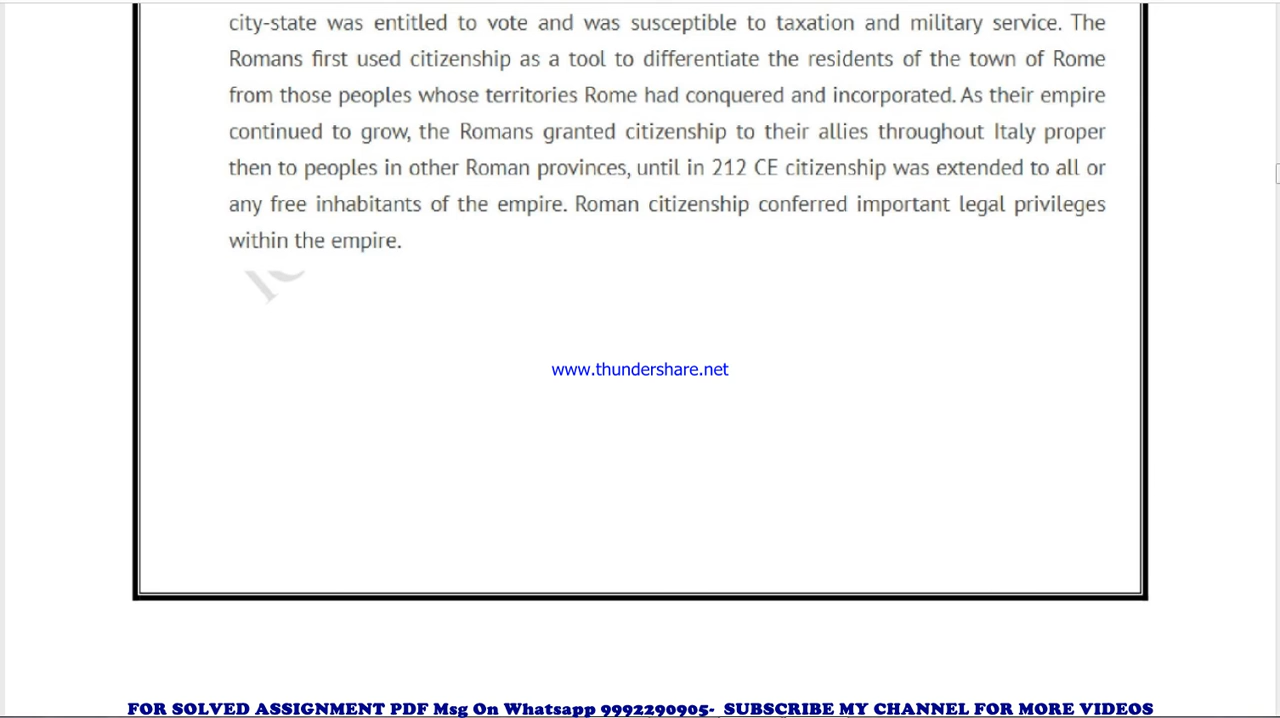 city-state was entitled to vote and was susceptible to taxation and military service. The
Romans first used citizenship as a tool to differentiate the residents of the town of Rome
from those peoples whose territories Rome had conquered and incorporated. As their empire
continued to grow, the Romans granted citizenship to their allies throughout Italy proper
then to peoples in other Roman provinces, until in 212 CE citizenship was extended to all or
any free inhabitants of the empire. Roman citizenship conferred important legal privileges
within the empire.
www.thundershare.net
FOR SOLVED ASSIGNMENT PDF Msg On Whatsapp 9992290905- SUBSCRIBE MY CHANNEL FOR MORE VIDEOS